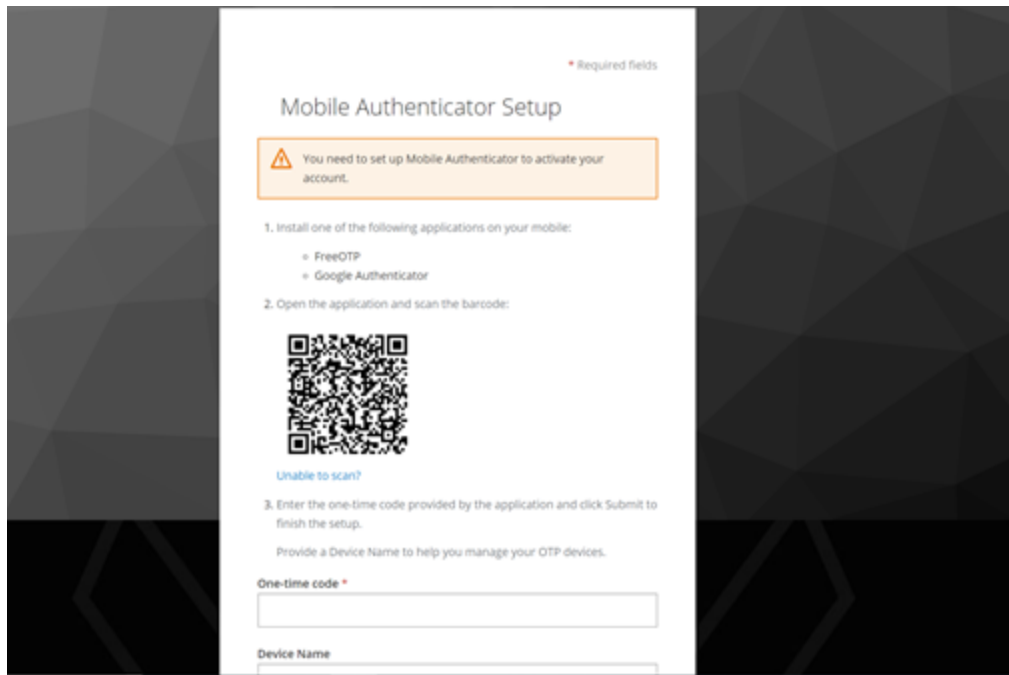 * Required fields
Mobile Authenticator Setup
You need to set up Mobile Authenticator to activate your
account.
1. Install one of the following applications on your mobile:
FreeOTP
Google Authenticator
2. Open the application and scan the barcode:
Unable to scan?
3. Enter the one-time code provided by the application and click Submit to
finish the setup.
Provide a Device Name to help you manage your OTP devices.
One-time code *
Device Name